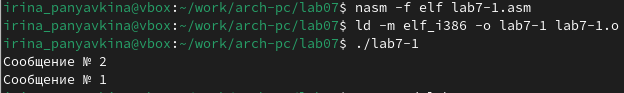 irina_panyavkina@vbox:~/work/arch-pc/lab07$ nasm -f elf lab7-1.asm
irina_panyavkina@vbox:~/work/arch-pc/lab07$ ld -m elf_i386 -o lab7-1 lab7-1.o
irina_panyavkina@vbox:~/work/arch-pc/lab07$ ./lab7-1
Сообщение № 2
Сообщение № 1